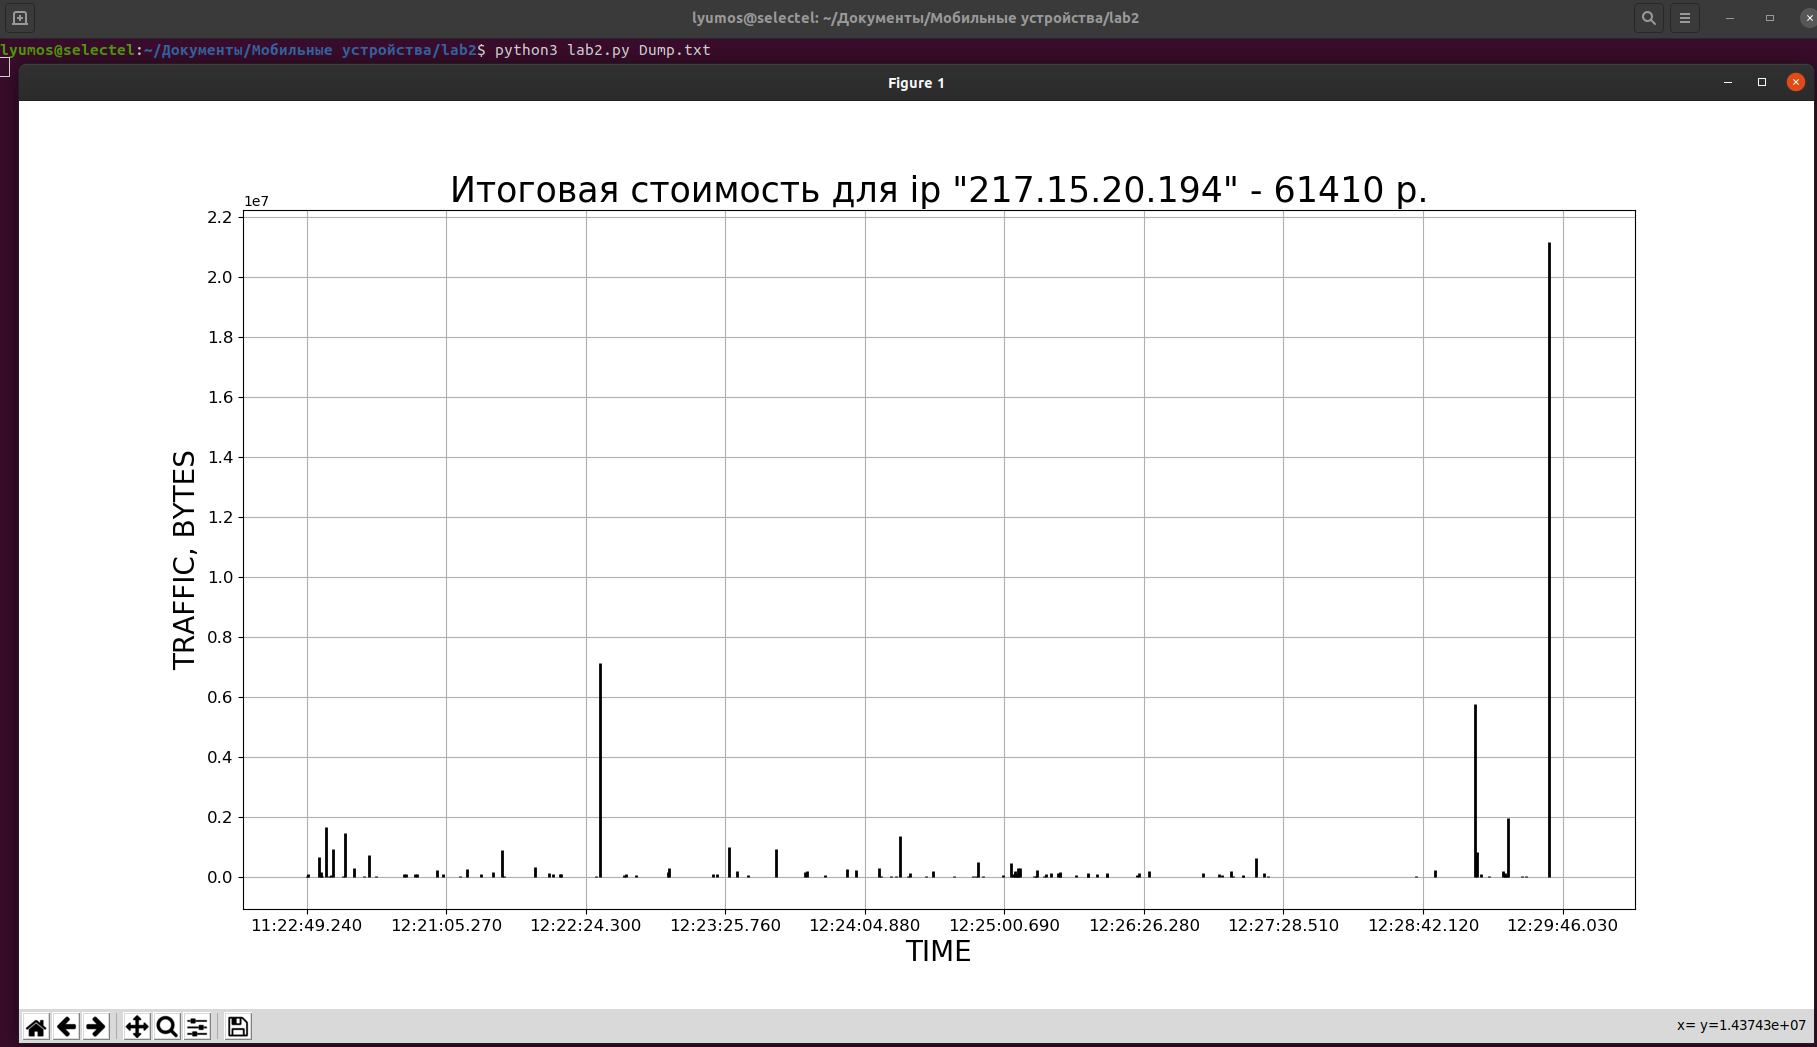 lyumos@selectel: ~/Документы/Мобильные устройства/lab2
lyumos@selectel:~/Документы/Мобильные устройства/lab2$ python3 lab2.py Dump.txt
Figure 1
Итоговая стоимость для ip "217.15.20.194" - 61410 р.
1e7
2.2
2.0
1.8
1.6
1.4
1.2
1.0
0.8
0.6
0.4
0.2
0.0
TRAFFIC, BYTES
11:22:49.240 12:21:05.270 12:22:24.300 12:23:25.760 12:24:04.880 12:25:00.690 12:26:26.280 12:27:28.510 12:28:42.120 12:29:46.030
TIME
x= y=1.43743e+07